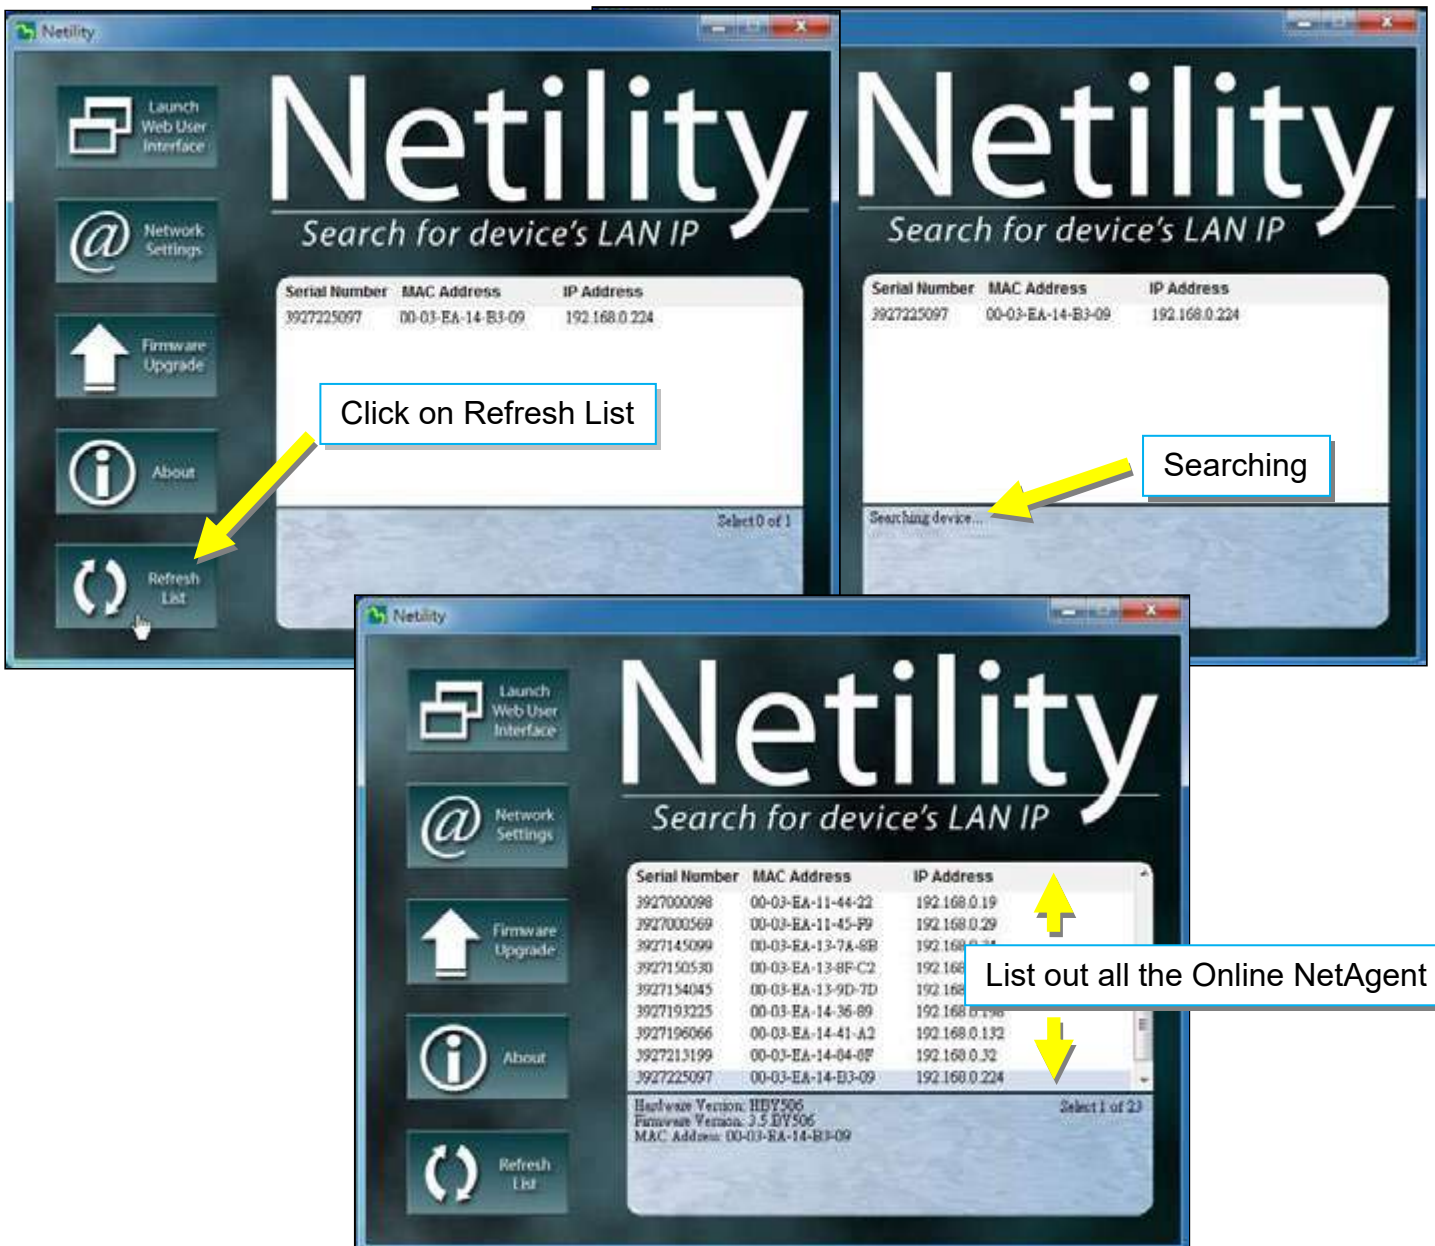 Netility
Launch
Web User
Interface
Network
Settings
Firmware
Upgrade
About
Refresh
List
Netility
Search for device's LAN IP
Serial Number MAC Address IP Address
3927225097 00-03-EA-14-B3-09 192.168.0.224
Click on Refresh List
Select 0 of 1
Netility
Search for device's LAN IP
Serial Number MAC Address IP Address
3927225097 00-03-EA-14-B3-09 192.168.0.224
Searching
Searching device...
Netility
Launch
Web User
Interface
Network
Settings
Firmware
Upgrade
About
Refresh
List
Netility
Search for device's LAN IP
Serial Number MAC Address IP Address
3927000098 00-03-EA-11-44-22 192.168.0.19
3927000569 00-03-EA-11-45-F9 192.168.0.29
3927145099 00-03-EA-13-7A-8B
3927150530 00-03-EA-13-8F-C2 192.168
3927154045 00-03-EA-13-9D-7D 192.168
3927193225 00-03-EA-14-36-89 192.168.0.198
3927196066 00-03-EA-14-41-A2 192.168.0.132
3927213199 00-03-EA-14-84-8F 192.168.0.32
3927225097 00-03-EA-14-B3-09 192.168.0.224
List out all the Online NetAgent
Hardware Version: HBY506
Firmware Version: 3.5.BY506
MAC Address: 00-03-EA-14-B3-09
Select 1 of 23